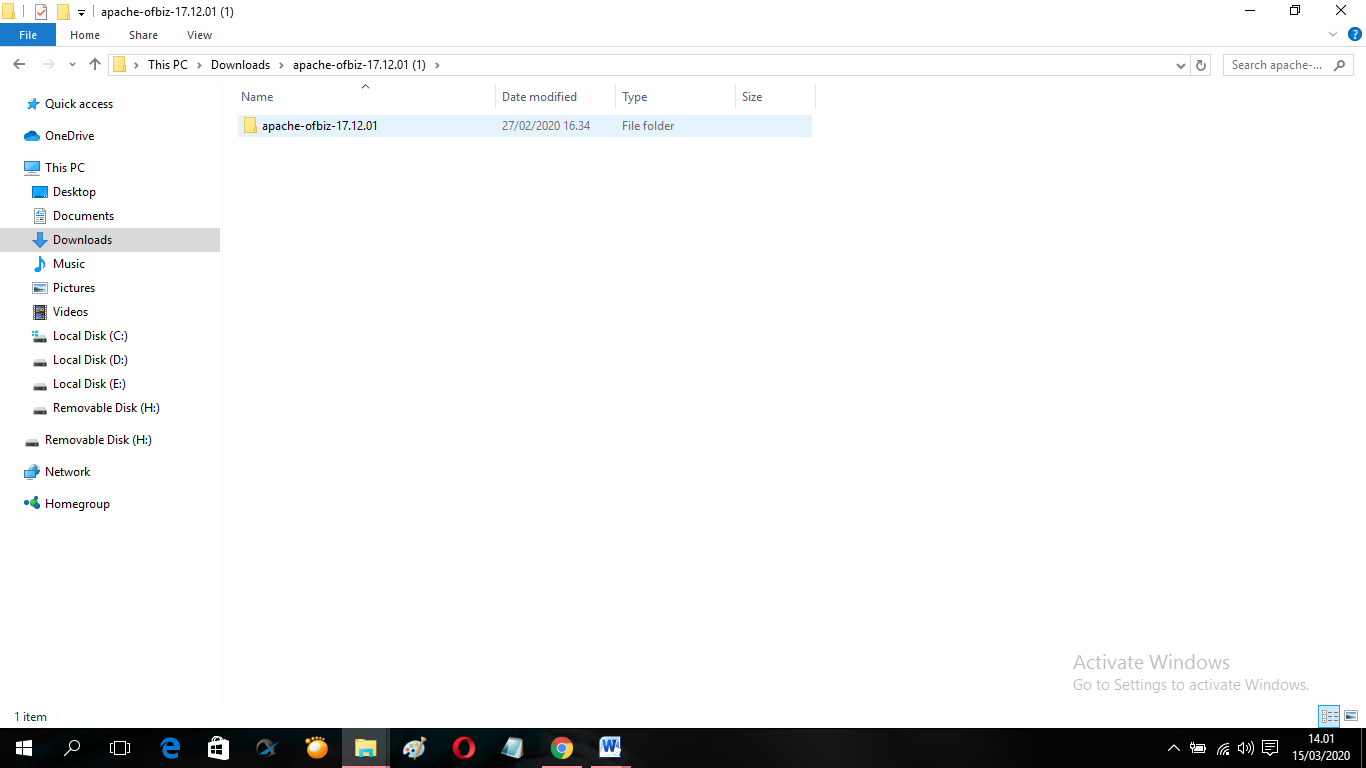 apache-ofbiz-17.12.01 (1)
File Home Share View
This PC Downloads apache-ofbiz-17.12.01 (1)
Search apache-...
Name Date modified Type Size
apache-ofbiz-17.12.01 27/02/2020 16.34 File folder
Quick access
OneDrive
This PC
Desktop
Documents
Downloads
Music
Pictures
Videos
Local Disk (C:)
Local Disk (D:)
Local Disk (E:)
Removable Disk (H:)
Removable Disk (H:)
Network
Homegroup
Activate Windows
Go to Settings to activate Windows.
1 item
14.01
15/03/2020